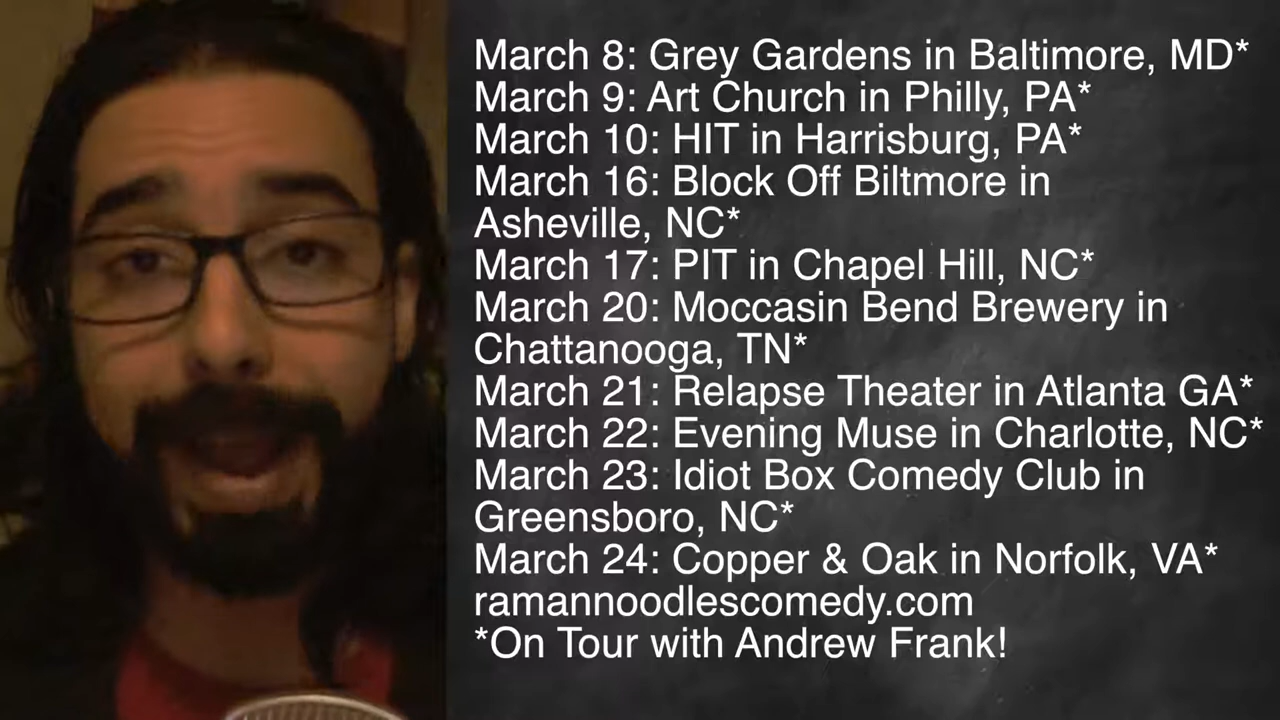 March 8: Grey Gardens in Baltimore, MD*
March 9: Art Church in Philly, PA*
March 10: HIT in Harrisburg, PA*
March 16: Block Off Biltmore in
Asheville, NC*
March 17: PIT in Chapel Hill, NC*
March 20: Moccasin Bend Brewery in
Chattanooga, TN*
March 21: Relapse Theater in Atlanta GA*
March 22: Evening Muse in Charlotte, NC*
March 23: Idiot Box Comedy Club in
Greensboro, NC*
March 24: Copper & Oak in Norfolk, VA*
ramannoodlescomedy.com
*On Tour with Andrew Frank!